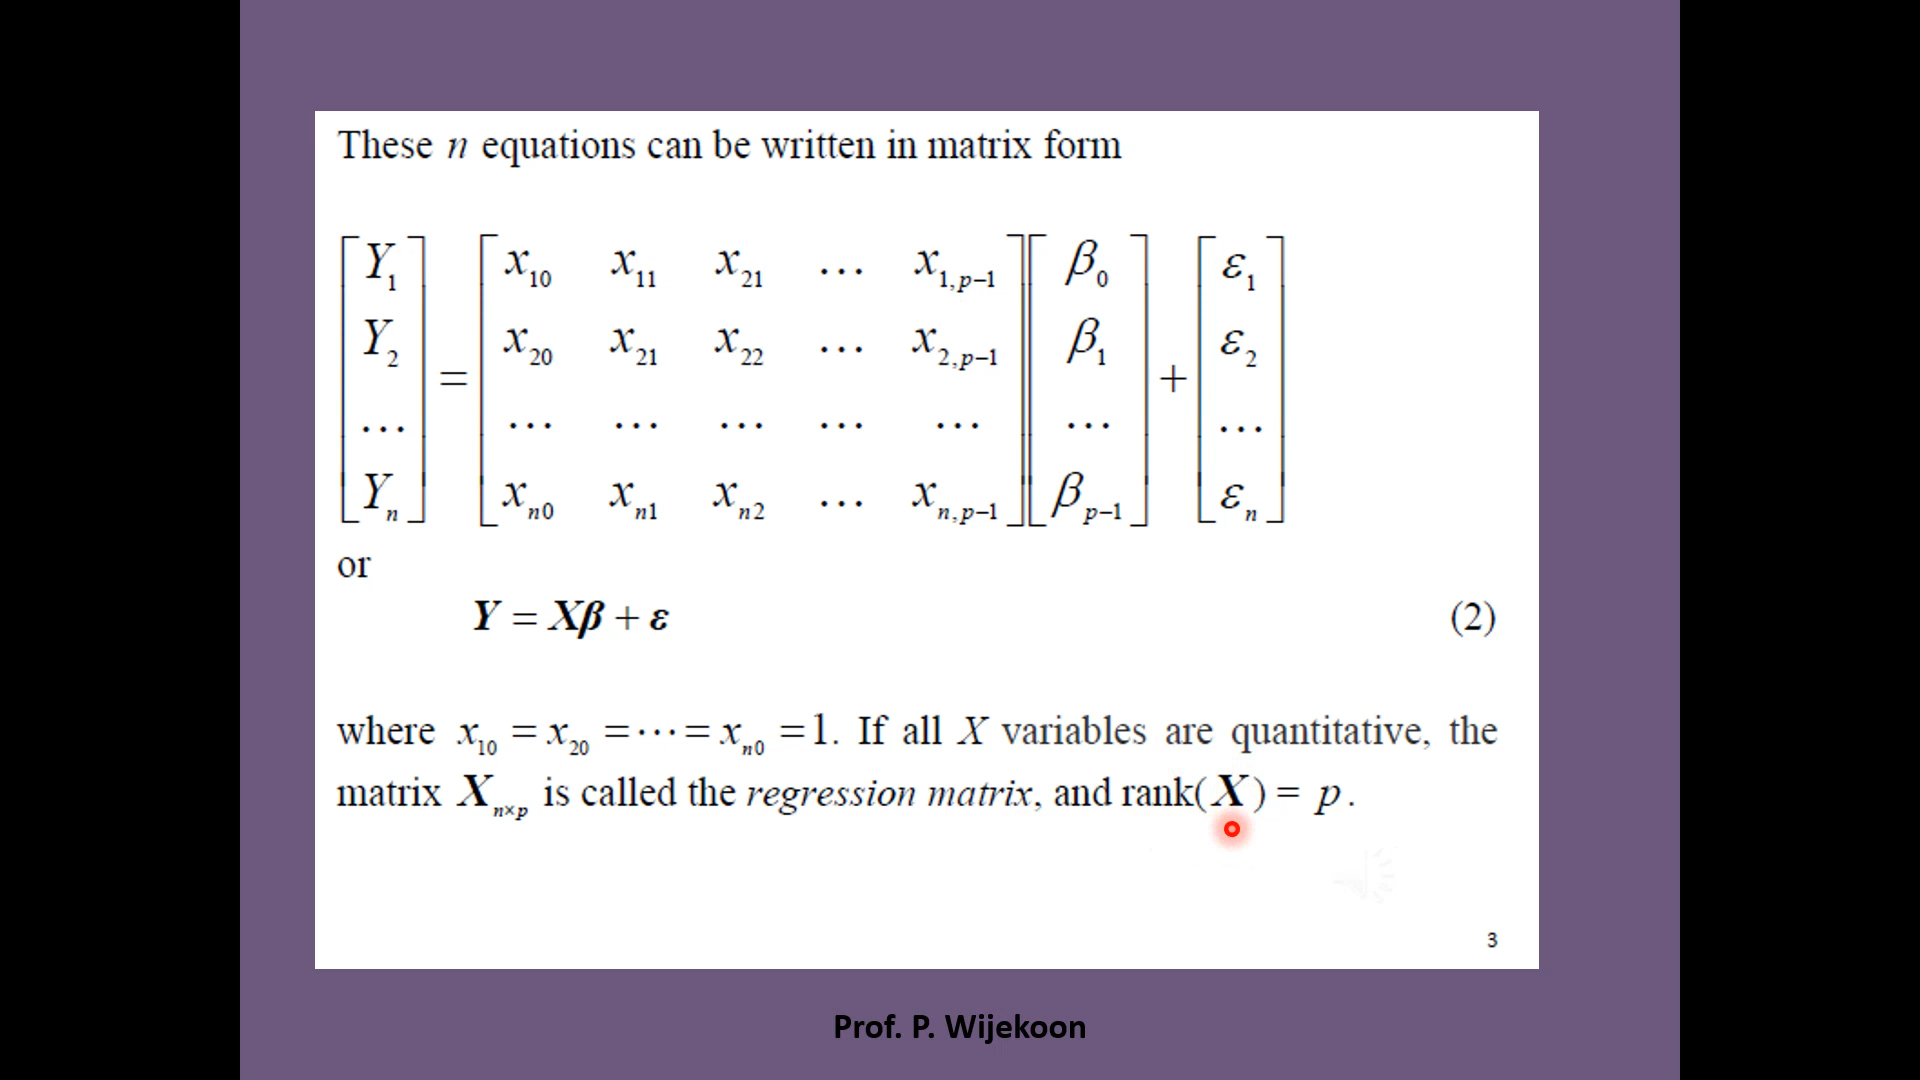 These n equations can be written in matrix form
[Y₁ Y₂ ... Yₙ] = [x₁₀ x₁₁ x₂₁ ... x₁,ₚ₋₁
x₂₀ x₂₁ x₂₂ ... x₂,ₚ₋₁
... ... ... ... ...
xₙ₀ xₙ₁ xₙ₂ ... xₙ,ₚ₋₁] [β₀ β₁ ... βₚ₋₁] + [ε₁ ε₂ ... εₙ]
or
Y = Xβ + ε (2)
where x₁₀ = x₂₀ = ⋯ = xₙ₀ = 1. If all X variables are quantitative, the
matrix Xₙₓₚ is called the regression matrix, and rank(X) = p.
3
Prof. P. Wijekoon